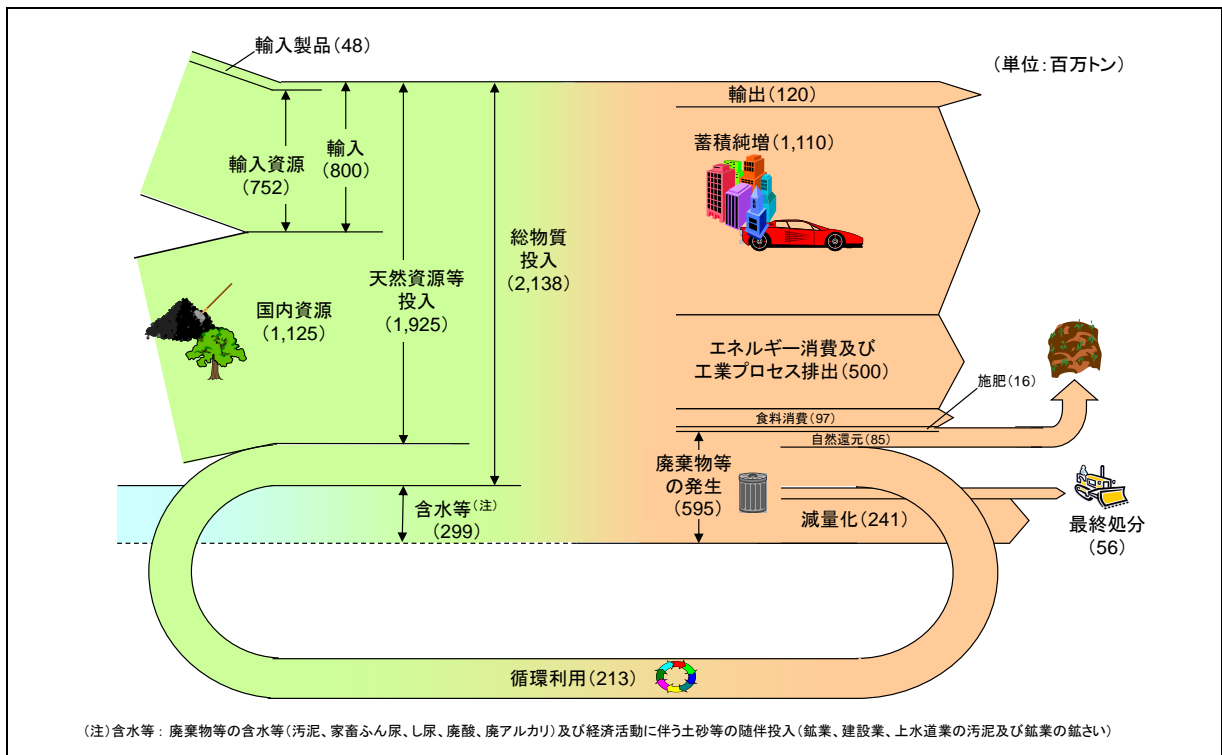 輸入製品(48)
(単位:百万トン)
輸出(120)
蓄積純増(1,110)
輸入資源
(752)
輸入
(800)
総物質
投入
(2,138)
天然資源等
投入
(1,925)
国内資源
(1,125)
エネルギー消費及び
工業プロセス排出(500)
施肥(16)
食料消費(97)
自然還元(85)
廃棄物等
の発生
(595)
含水等(注)
(299)
減量化(241)
最終処分
(56)
循環利用(213)
(注)含水等: 廃棄物等の含水等(汚泥、家畜ふん尿、し尿、廃酸、廃アルカリ)及び経済活動に伴う土砂等の随伴投入(鉱業、建設業、上水道業の汚泥及び鉱業の鉱さい)